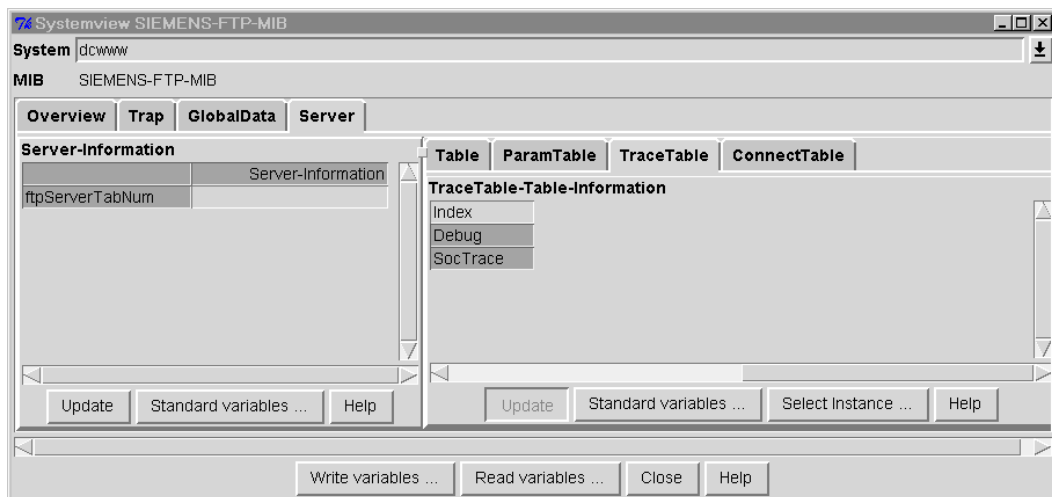 Systemview SIEMENS-FTP-MIB
System dcwww
MIB SIEMENS-FTP-MIB
Overview Trap GlobalData Server
Server-Information
Server-Information
ftpServerTabNum
Update Standard variables ... Help
Table ParamTable TraceTable ConnectTable
TraceTable-Table-Information
Index
Debug
SocTrace
Update Standard variables ... Select Instance ... Help
Write variables ... Read variables ... Close Help